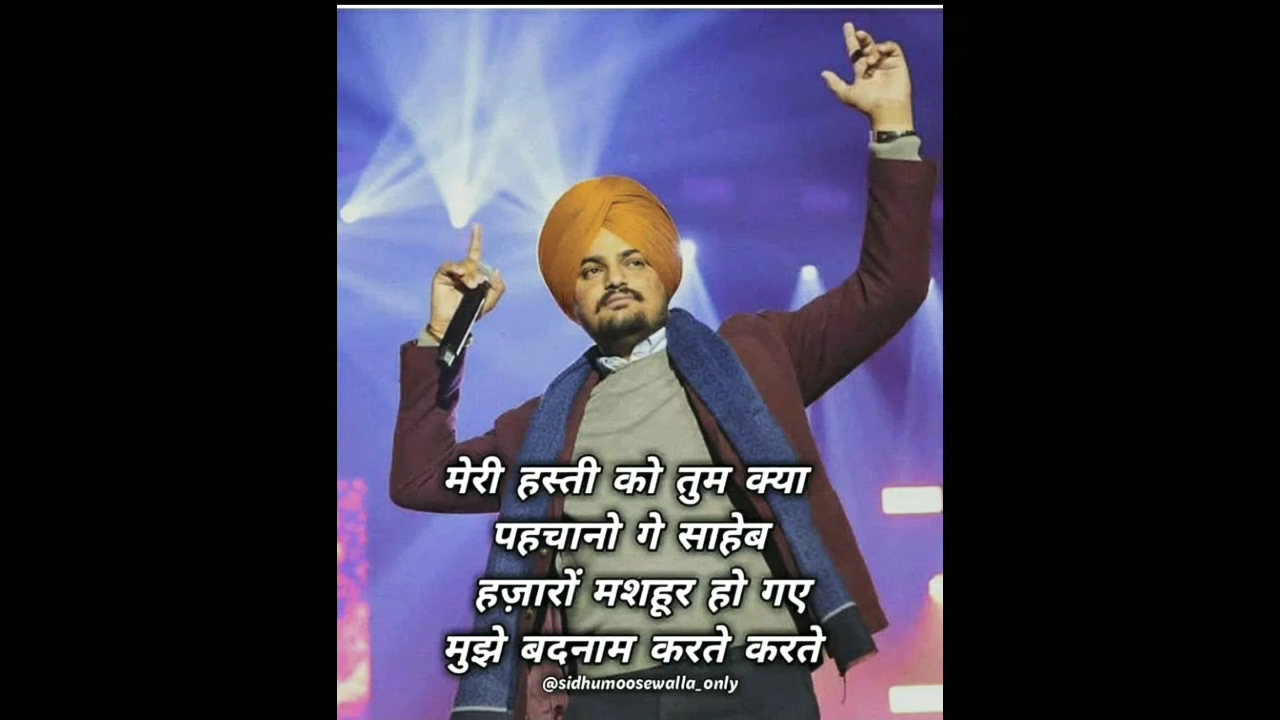 मेरी हस्ती को तुम क्या
पहचानो गे साहेब
हज़ारों मशहूर हो गए
मुझे बदनाम करते करते
@sidhumoosewalla_only